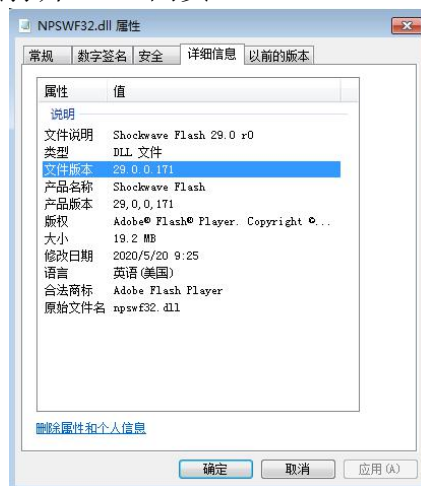 NPSWF32.dll 属性
常规 数字签名 安全 详细信息 以前的版本
属性 值
说明
文件说明 Shockwave Flash 29.0 r0
类型 DLL 文件
文件版本 29.0.0.171
产品名称 Shockwave Flash
产品版本 29,0,0,171
版权 Adobe® Flash® Player. Copyright ©...
大小 19.2 MB
修改日期 2020/5/20 9:25
语言 英语(美国)
合法商标 Adobe Flash Player
原始文件名 npswf32.dll
删除属性和个人信息
确定 取消 应用(A)